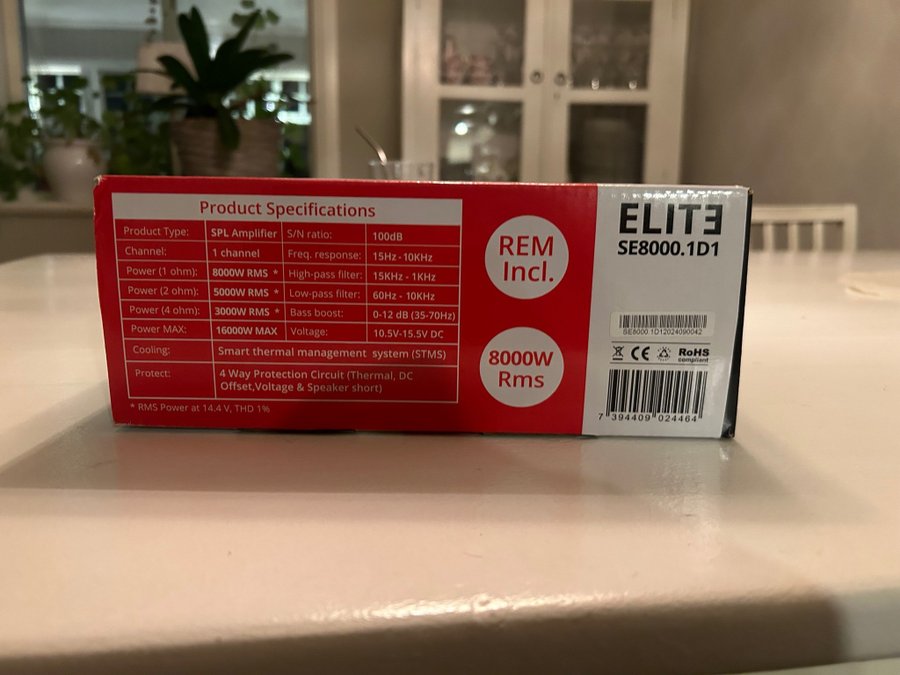 Product Specifications
Product Type: SPL Amplifier S/N ratio: 100dB
Channel: 1 channel Freq. response: 15Hz - 10KHz
Power (1 ohm): 8000W RMS * High-pass filter: 15KHz - 1KHz
Power (2 ohm): 5000W RMS * Low-pass filter: 60Hz - 10KHz
Power (4 ohm): 3000W RMS * Bass boost: 0-12 dB (35-70Hz)
Power MAX: 16000W MAX Voltage: 10.5V-15.5V DC
Cooling: Smart thermal management system (STMS)
Protect: 4 Way Protection Circuit (Thermal, DC
Offset,Voltage & Speaker short)
* RMS Power at 14.4 V, THD 1%
REM
Incl.
8000W
Rms
ELITE
SE8000.1D1
SE8000.1D12024090042
CE RoHS
compliant
7 394409 024464